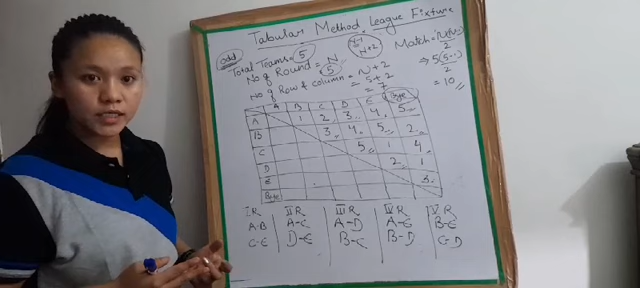 Tabular Method League Fixture
odd
N-1
N+2
Match = N(N-1)/2
⇒ 5(5-1)/2
= 10
Total Teams = 5
No of Round = N
5
No of Row & column = N+2
= 5+2
= 7
A B C D E Bye
A 1 2 3 4 5
B 3 4 5 2
C 5 1 4
D 2 1
E 3
Bye
I R II R III R IV R V R
A-B A-C A-D A-E B-E
C-E D-E B-C B-D C-D